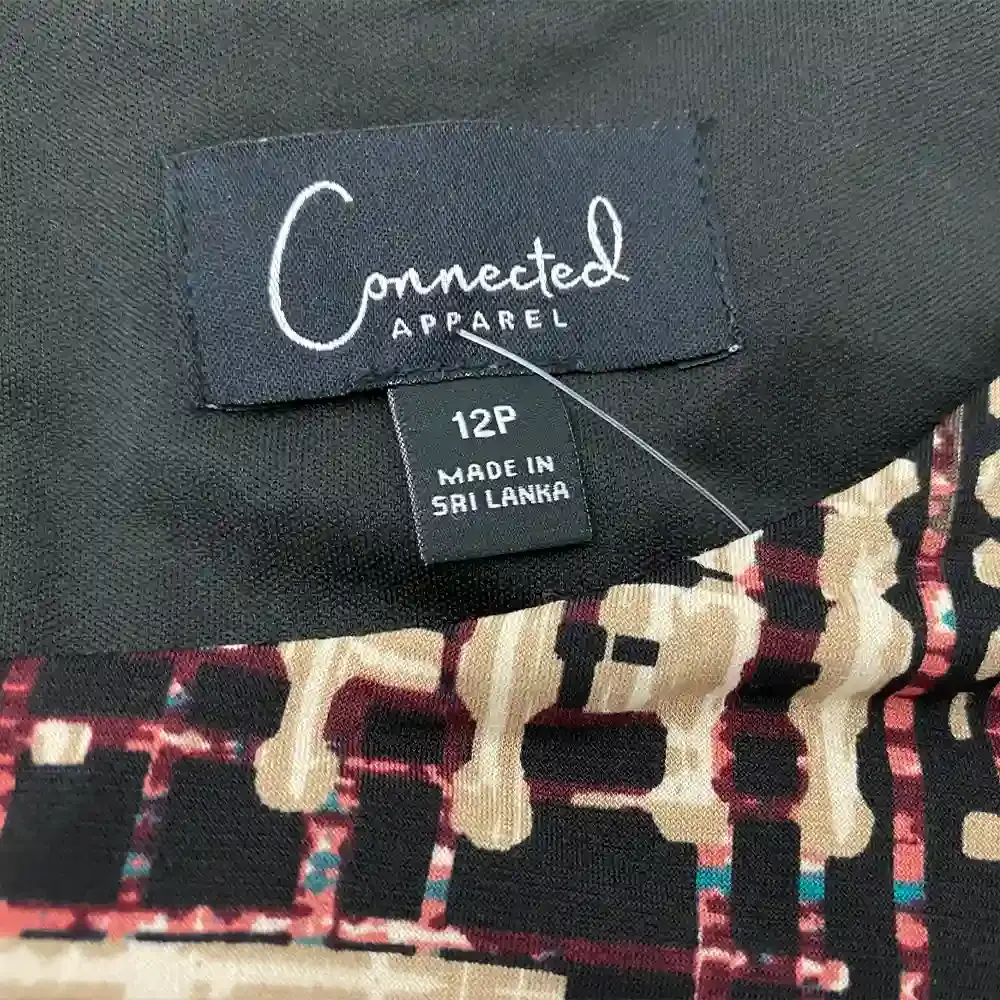 Connected
APPAREL
12P
MADE IN
SRI LANKA